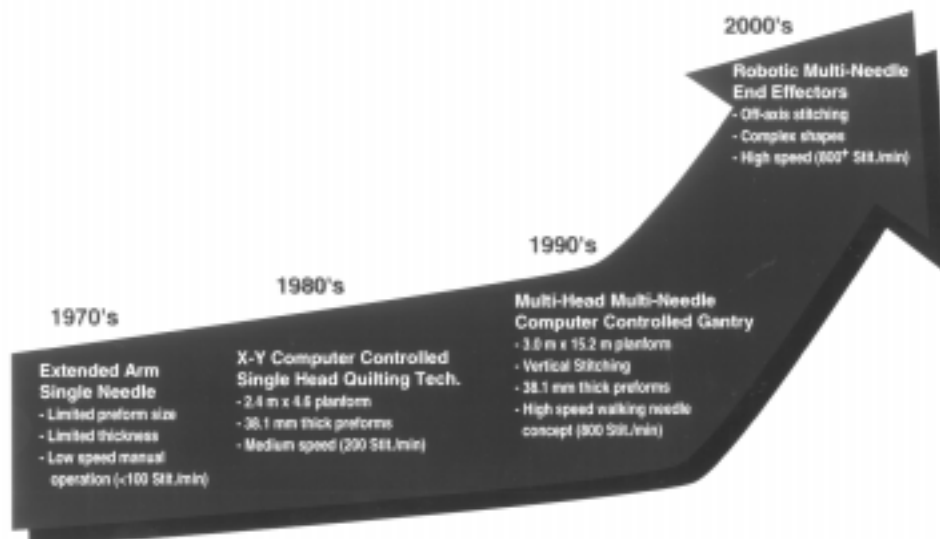 1970's
Extended Arm
Single Needle
- Limited preform size
- Limited thickness
- Low speed manual
operation (<100 Stit./min)
1980's
X-Y Computer Controlled
Single Head Quilting Tech.
- 2.4 m x 4.6 planform
- 38.1 mm thick preforms
- Medium speed (200 Stit./min)
1990's
Multi-Head Multi-Needle
Computer Controlled Gantry
- 3.0 m x 15.2 m planform
- Vertical Stitching
- 38.1 mm thick preforms
- High speed walking needle
concept (800 Stit./min)
2000's
Robotic Multi-Needle
End Effectors
- Off-axis stitching
- Complex shapes
- High speed (800+ Stit./min)